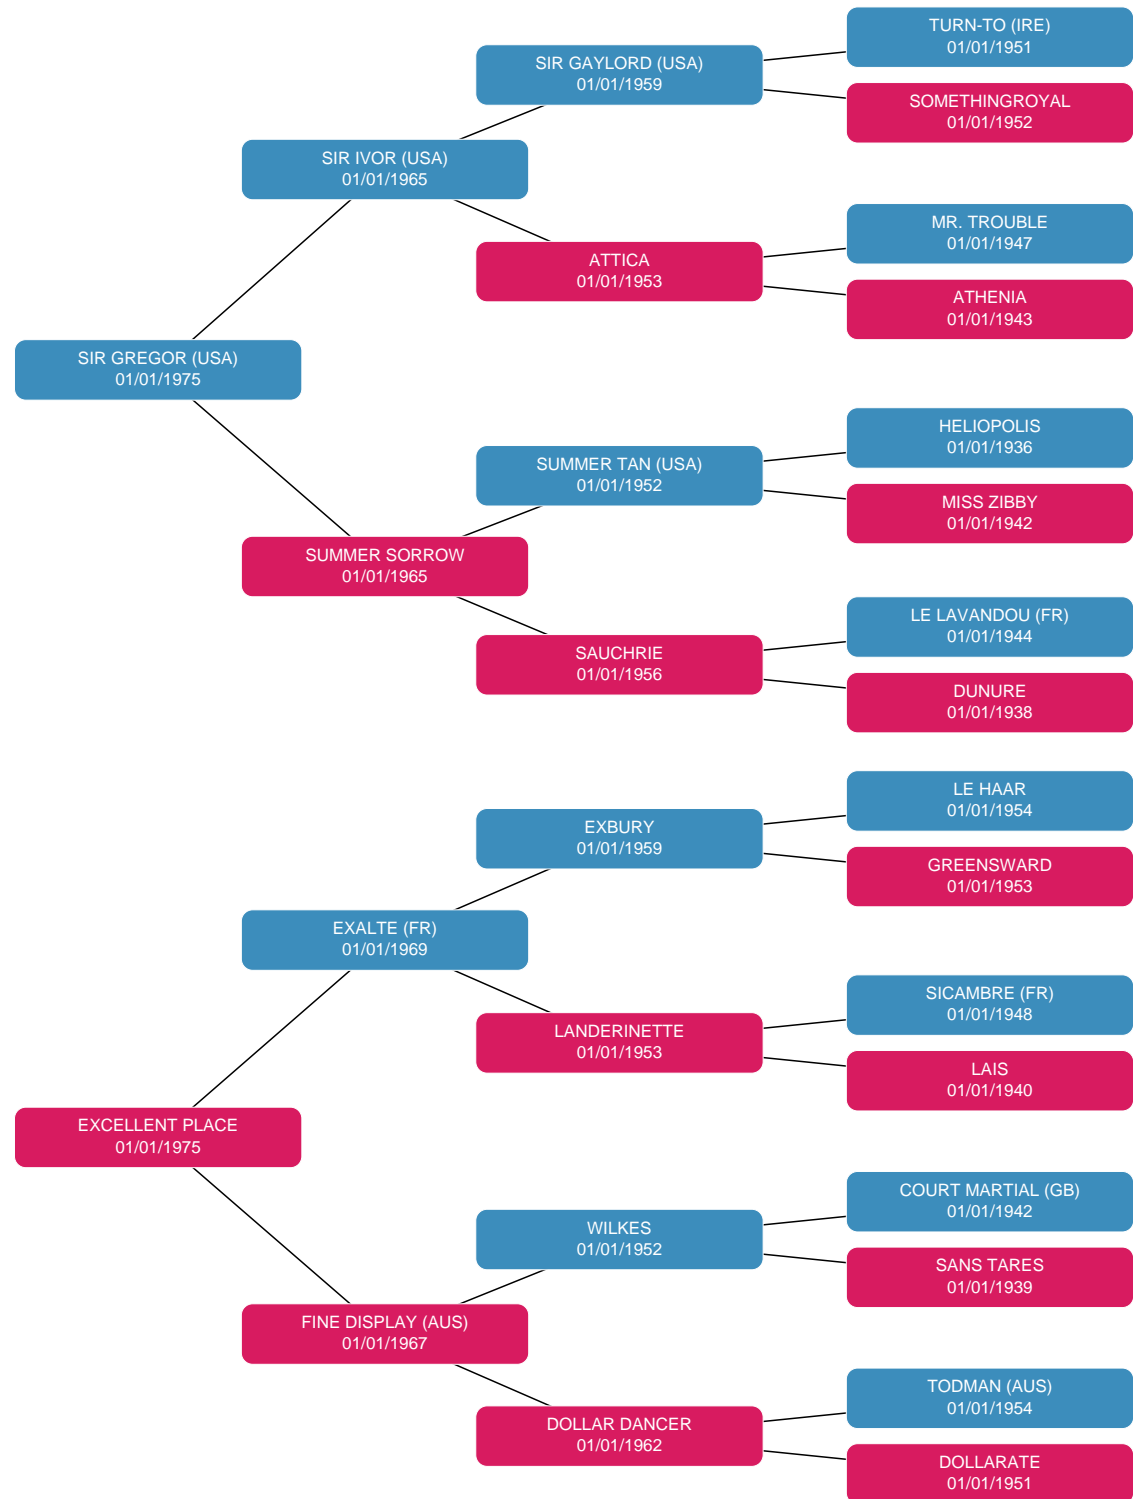 TURN-TO (IRE)
01/01/1951
SIR GAYLORD (USA)
01/01/1959
SOMETHINGROYAL
01/01/1952
SIR IVOR (USA)
01/01/1965
MR. TROUBLE
01/01/1947
ATTICA
01/01/1953
ATHENIA
01/01/1943
SIR GREGOR (USA)
01/01/1975
HELIOPOLIS
01/01/1936
SUMMER TAN (USA)
01/01/1952
MISS ZIBBY
01/01/1942
SUMMER SORROW
01/01/1965
LE LAVANDOU (FR)
01/01/1944
SAUCHRIE
01/01/1956
DUNURE
01/01/1938
LE HAAR
01/01/1954
EXBURY
01/01/1959
GREENSWARD
01/01/1953
EXALTE (FR)
01/01/1969
SICAMBRE (FR)
01/01/1948
LANDERINETTE
01/01/1953
LAIS
01/01/1940
EXCELLENT PLACE
01/01/1975
COURT MARTIAL (GB)
01/01/1942
WILKES
01/01/1952
SANS TARES
01/01/1939
FINE DISPLAY (AUS)
01/01/1967
TODMAN (AUS)
01/01/1954
DOLLAR DANCER
01/01/1962
DOLLARATE
01/01/1951